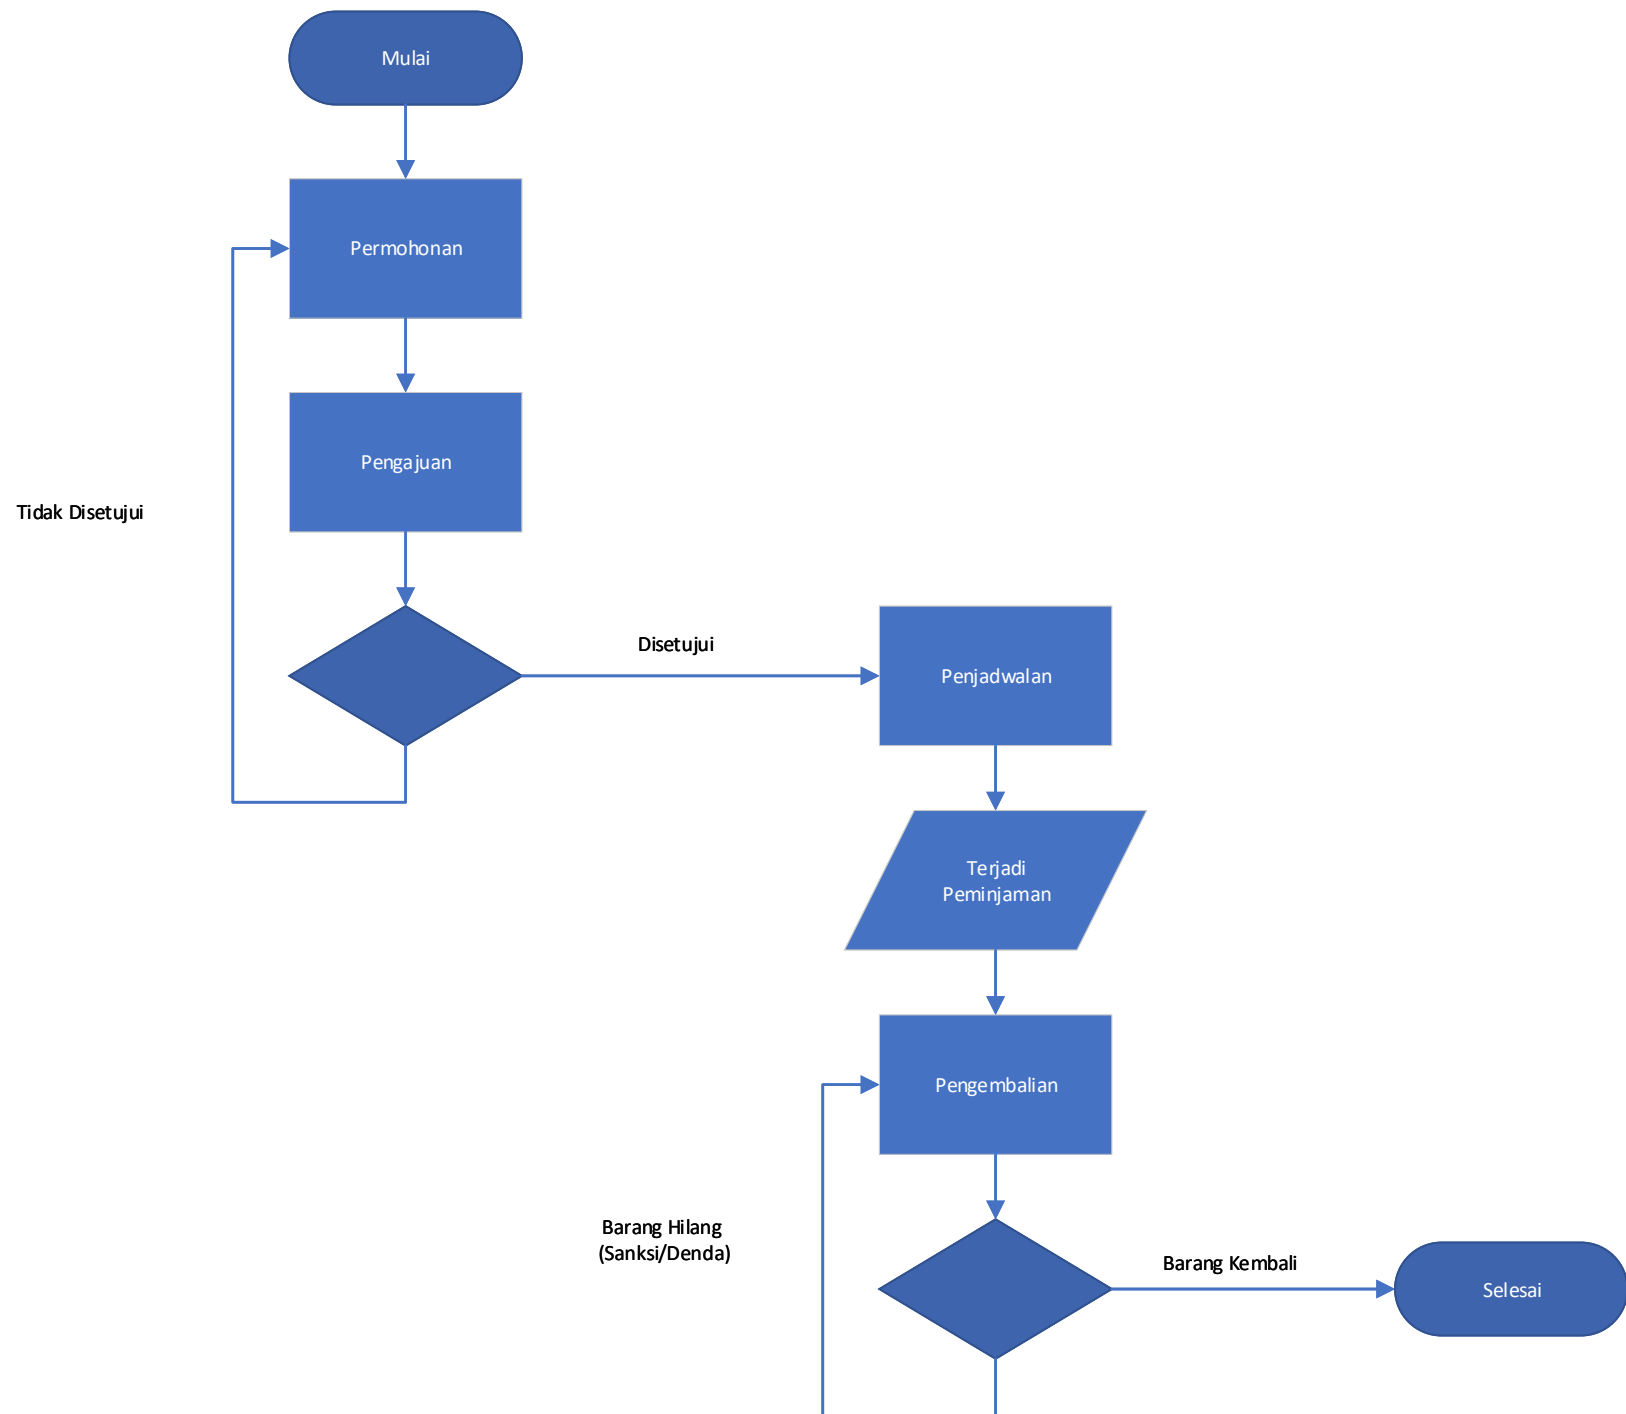 Mulai
Permohonan
Pengajuan
Tidak Disetujui
Disetujui
Penjadwalan
Terjadi
Peminjaman
Pengembalian
Barang Hilang
(Sanksi/Denda)
Barang Kembali
Selesai